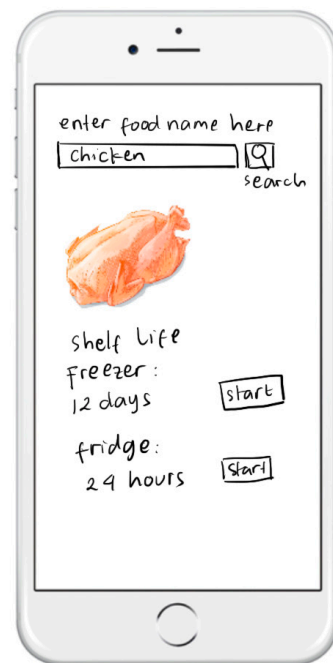 enter food name here
chicken
search
shelf life
freezer:
12 days
start
fridge:
24 hours
start